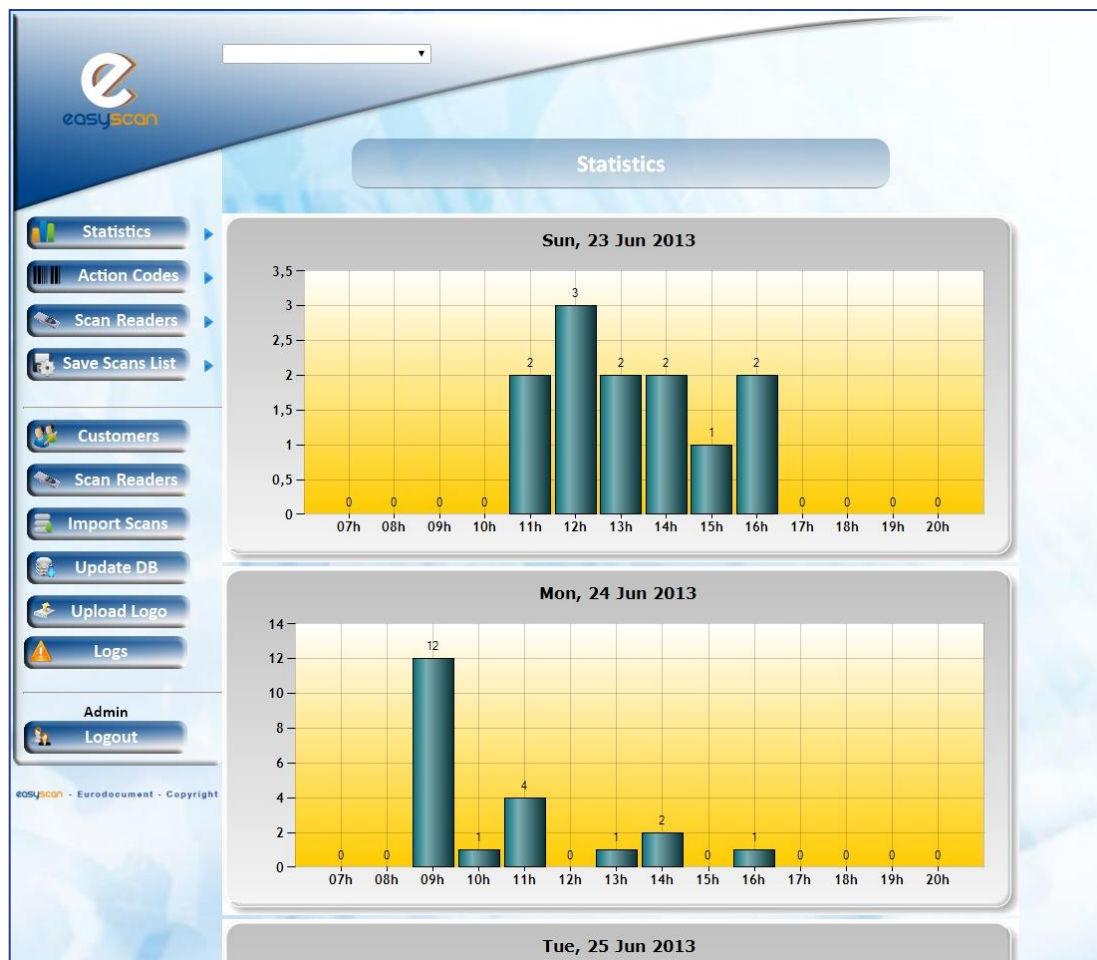 easyscan
Statistics
Statistics
Action Codes
Scan Readers
Save Scans List
Customers
Scan Readers
Import Scans
Update DB
Upload Logo
Logs
Admin
Logout
easyscan - Eurodocument - Copyright
Sun, 23 Jun 2013
3,5
3
2,5
2
1,5
1
0,5
0
0 0 0 0 2 3 2 2 1 2 0 0 0 0
07h 08h 09h 10h 11h 12h 13h 14h 15h 16h 17h 18h 19h 20h
Mon, 24 Jun 2013
14
12
10
8
6
4
2
0
0 0 12 1 4 0 1 2 0 1 0 0 0 0
07h 08h 09h 10h 11h 12h 13h 14h 15h 16h 17h 18h 19h 20h
Tue, 25 Jun 2013